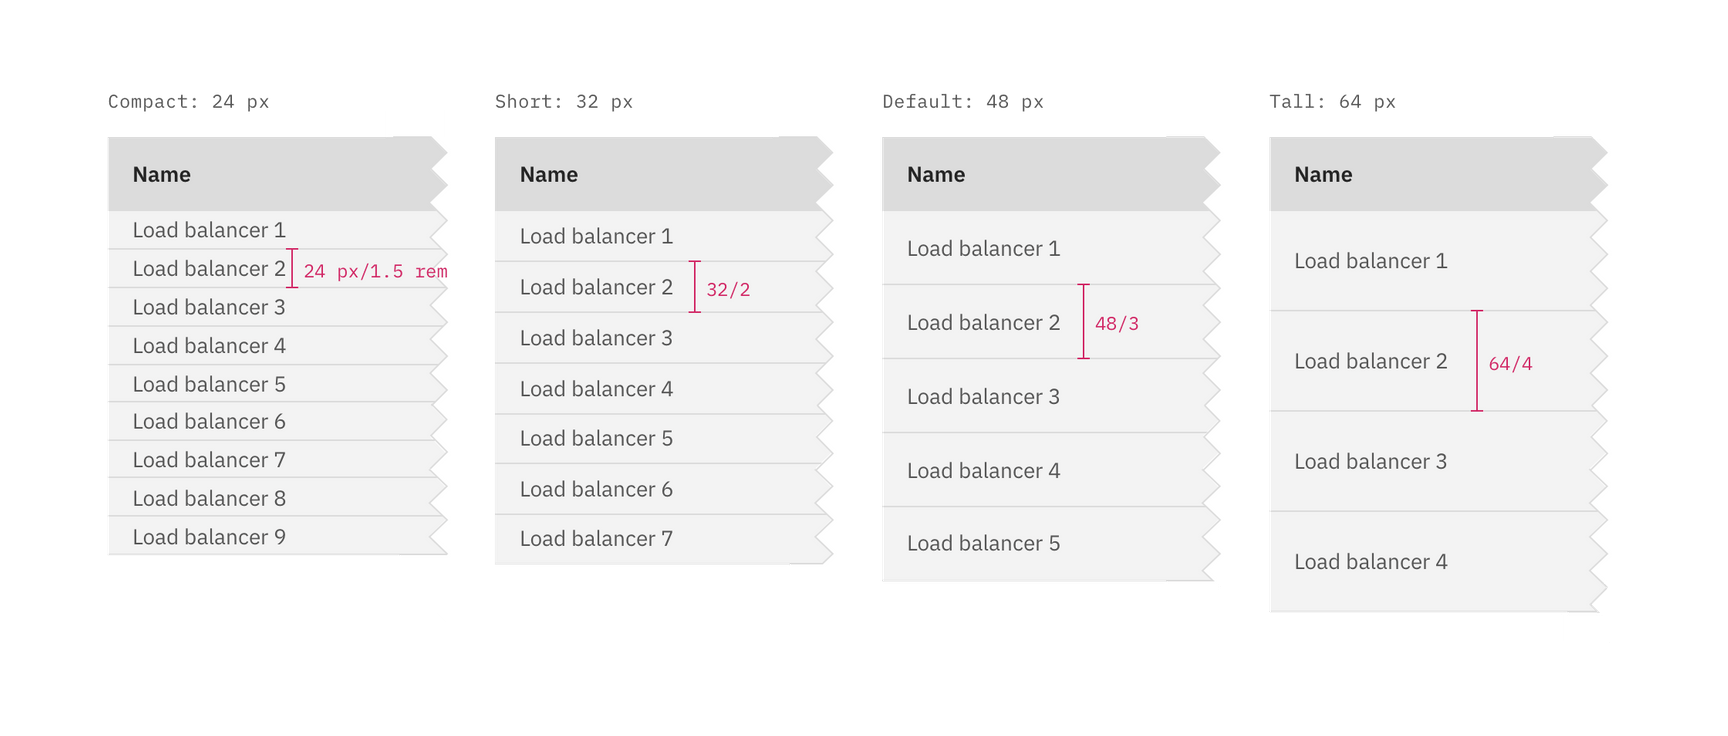 Compact: 24 px
Name
Load balancer 1
Load balancer 2
24 px/1.5 rem
Load balancer 3
Load balancer 4
Load balancer 5
Load balancer 6
Load balancer 7
Load balancer 8
Load balancer 9
Short: 32 px
Name
Load balancer 1
Load balancer 2
32/2
Load balancer 3
Load balancer 4
Load balancer 5
Load balancer 6
Load balancer 7
Default: 48 px
Name
Load balancer 1
Load balancer 2
48/3
Load balancer 3
Load balancer 4
Load balancer 5
Tall: 64 px
Name
Load balancer 1
Load balancer 2
64/4
Load balancer 3
Load balancer 4